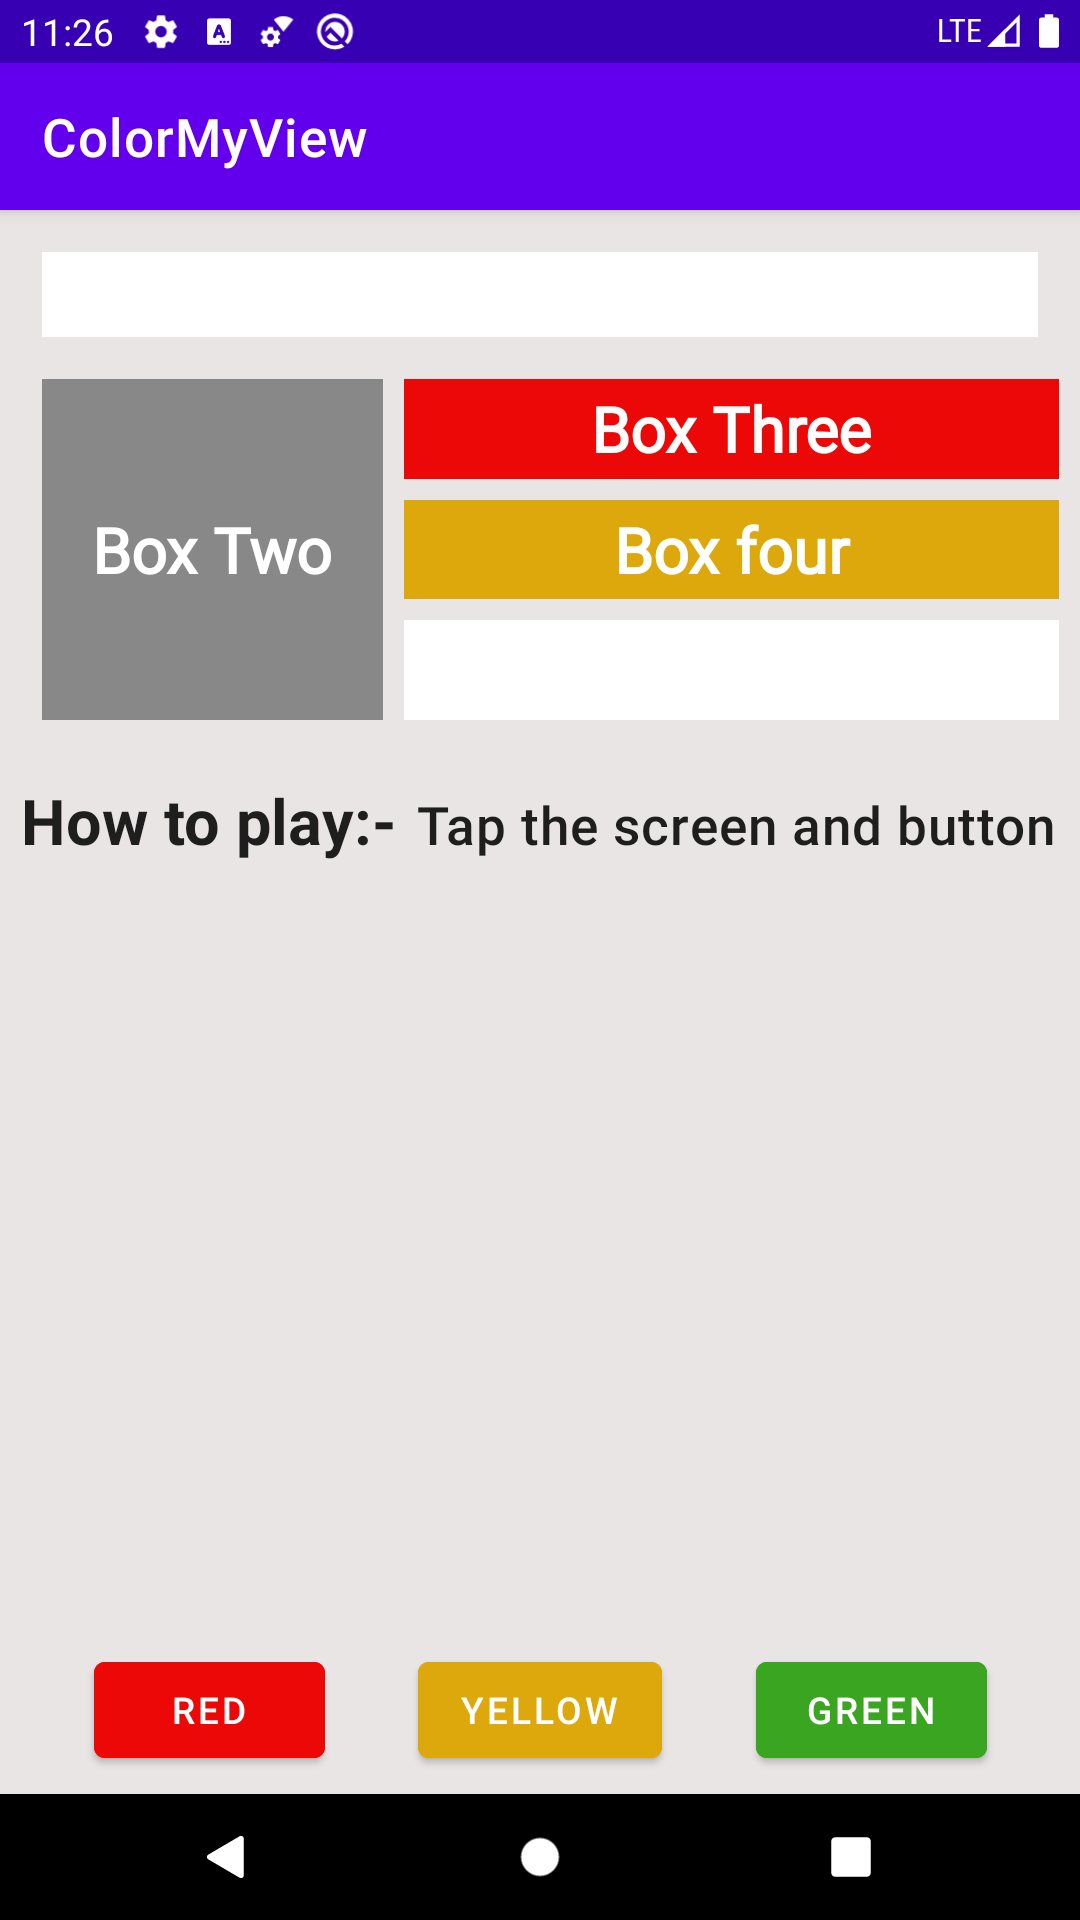 11:26 LTE
ColorMyView
Box Three
Box Two
Box four
How to play:- Tap the screen and button
RED YELLOW GREEN